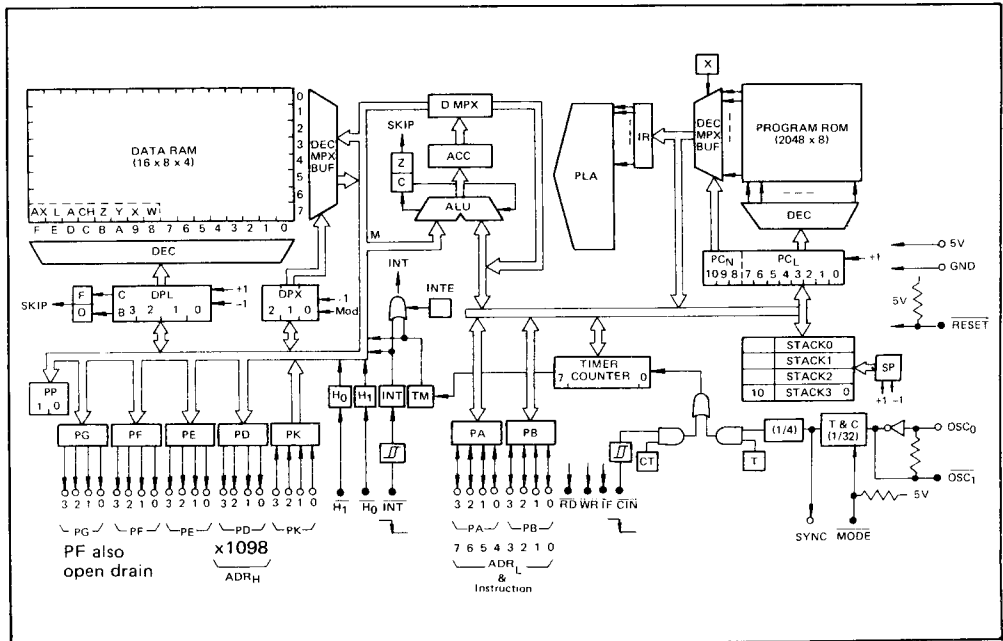 DATA RAM
(16 x 8 x 4)
0
1
2
3
4
5
6
7
DEC
MPX
BUF
AX L A CH Z Y X W
F E D C B A 9 8 7 6 5 4 3 2 1 0
DEC
SKIP
F
O
C
B
DPL
3 2 1 0
+1
-1
DPX
2 1 0
-1
Mod
D MPX
ACC
SKIP
Z
C
ALU
M
INT
INTE
PLA
IR
X
DEC
MPX
BUF
PROGRAM ROM
(2048 x 8)
DEC
PCN PCL
10 9 8 7 6 5 4 3 2 1 0
+1
5V
GND
5V
RESET
STACK0
STACK1
STACK2
10 STACK3 0
SP
+1 -1
PP
1 0
PG
PF
PE
PD
PK
H0
H1
INT
TM
TIMER
COUNTER
7 0
PA
PB
CT
T
(1/4)
T & C
(1/32)
OSC0
OSC1
5V
3 2 1 0
3 2 1 0
3 2 1 0
3 2 1 0
3 2 1 0
H1
H0
INT
3 2 1 0
3 2 1 0
RD WR IF CIN
SYNC
MODE
PG
PF
PE
PD
PK
PA
PB
PF also
open drain
x1098
ADRH
7 6 5 4 3 2 1 0
ADRL
&
Instruction